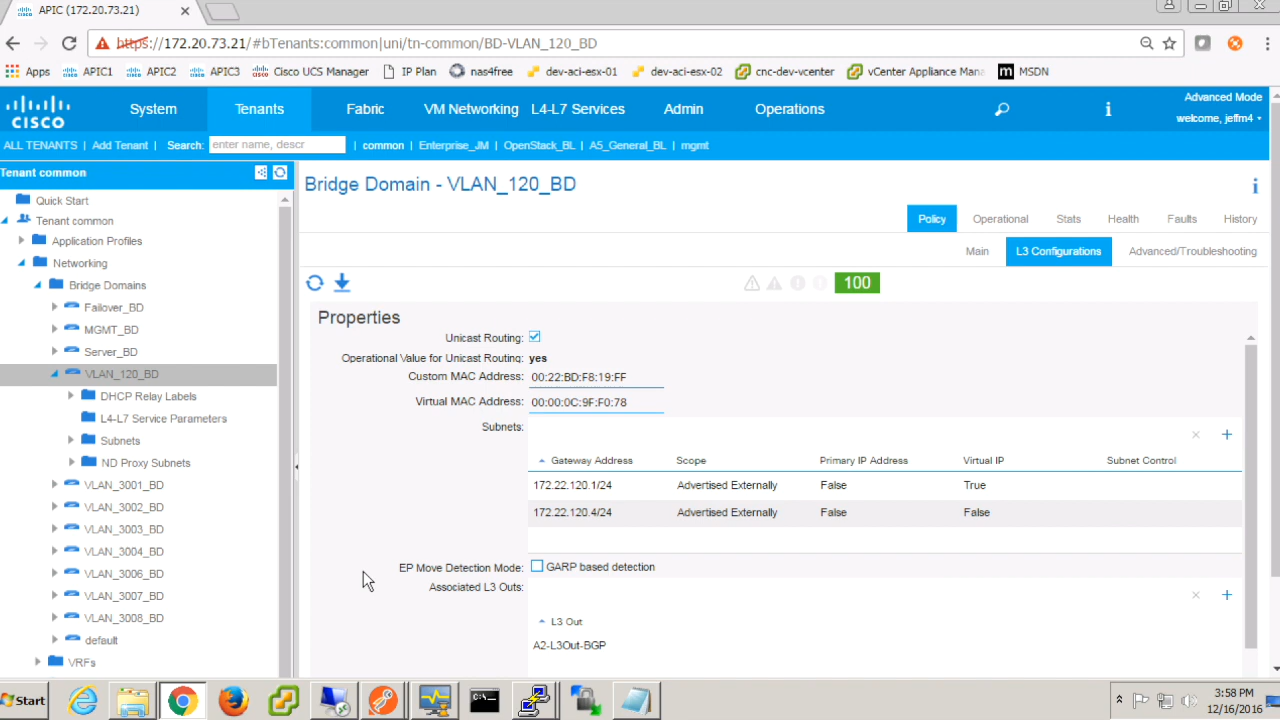 APIC (172.20.73.21)
https://172.20.73.21/#bTenants:common|uni/tn-common/BD-VLAN_120_BD
Apps APIC1 APIC2 APIC3 Cisco UCS Manager IP Plan nas4free dev-aci-esx-01 dev-aci-esx-02 cnc-dev-vcenter vCenter Appliance Mana MSDN
CISCO System Tenants Fabric VM Networking L4-L7 Services Admin Operations Advanced Mode
welcome, jeffm4
ALL TENANTS | Add Tenant | Search: enter name, descr | common | Enterprise_JM | OpenStack_BL | A5_General_BL | mgmt
Tenant common
Quick Start
Tenant common
Application Profiles
Networking
Bridge Domains
Failover_BD
MGMT_BD
Server_BD
VLAN_120_BD
DHCP Relay Labels
L4-L7 Service Parameters
Subnets
ND Proxy Subnets
VLAN_3001_BD
VLAN_3002_BD
VLAN_3003_BD
VLAN_3004_BD
VLAN_3006_BD
VLAN_3007_BD
VLAN_3008_BD
default
VRFs
Bridge Domain - VLAN_120_BD
Policy Operational Stats Health Faults History
Main L3 Configurations Advanced/Troubleshooting
100
Properties
Unicast Routing:
Operational Value for Unicast Routing: yes
Custom MAC Address: 00:22:BD:F8:19:FF
Virtual MAC Address: 00:00:0C:9F:F0:78
Subnets:
Gateway Address Scope Primary IP Address Virtual IP Subnet Control
172.22.120.1/24 Advertised Externally False True
172.22.120.4/24 Advertised Externally False False
EP Move Detection Mode: GARP based detection
Associated L3 Outs:
L3 Out
A2-L3Out-BGP
Start
3:58 PM
12/16/2016